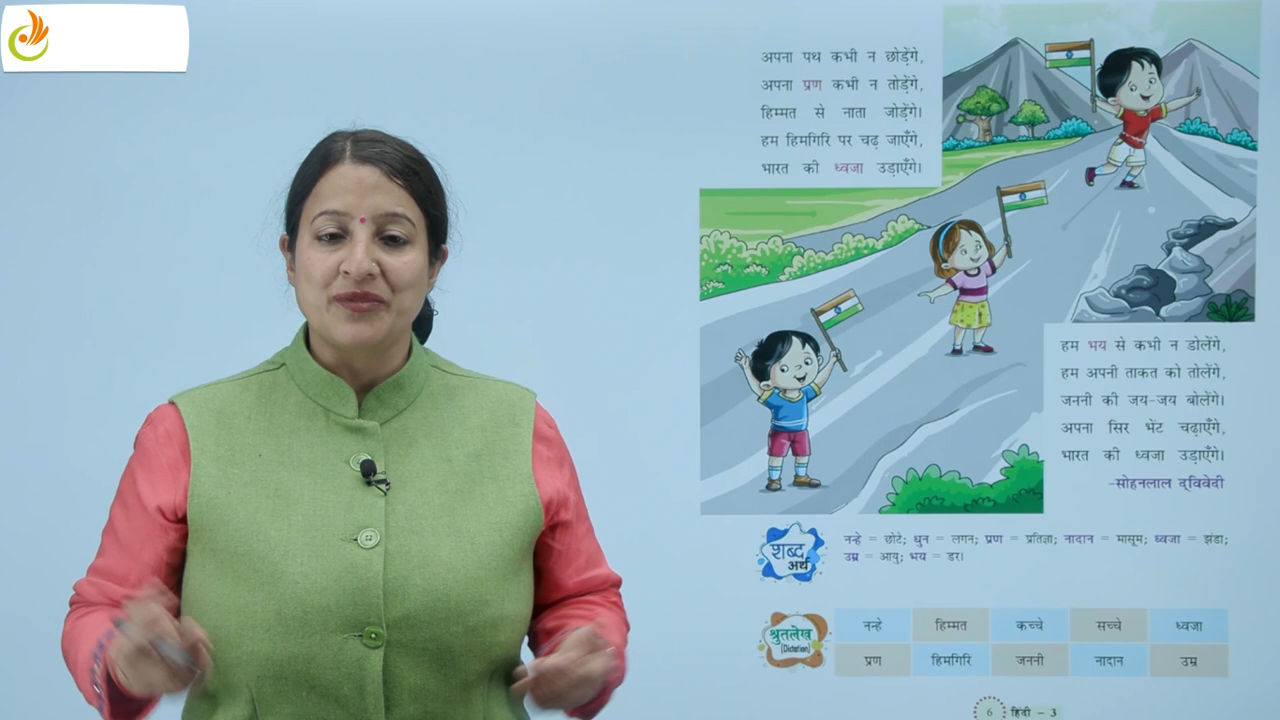 अपना पथ कभी न छोड़ेंगे,
अपना प्रण कभी न तोड़ेंगे,
हिम्मत से नाता जोड़ेंगे।
हम हिमगिरि पर चढ़ जाएँगे,
भारत की ध्वजा उड़ाएँगे।
हम भय से कभी न डोलेंगे,
हम अपनी ताकत को तोलेंगे,
जननी की जय-जय बोलेंगे।
अपना सिर भेंट चढ़ाएँगे,
भारत की ध्वजा उड़ाएँगे।
-सोहनलाल द्विवेदी
शब्द अर्थ
नन्हे = छोटे; धुन = लगन; प्रण = प्रतिज्ञा; नादान = मासूम; ध्वजा = झंडा;
उम्र = आयु; भय = डर।
श्रुतलेख
(Dictation)
नन्हे हिम्मत कच्चे सच्चे ध्वजा
प्रण हिमगिरि जननी नादान उम्र
6 हिंदी - 3